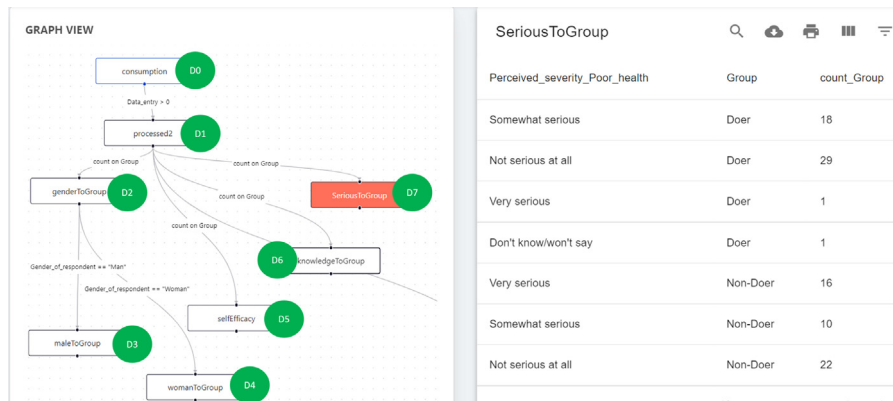 GRAPH VIEW
consumption
D0
Data_entry > 0
processed2
D1
count on Group
count on Group
genderToGroup
D2
count on Group
SeriousToGroup
D7
count on Group
D6
knowledgeToGroup
Gender_of_respondent == "Man"
Gender_of_respondent == "Woman"
selfEfficacy
D5
maleToGroup
D3
womanToGroup
D4
SeriousToGroup
Perceived_severity_Poor_health Group count_Group
Somewhat serious Doer 18
Not serious at all Doer 29
Very serious Doer 1
Don't know/won't say Doer 1
Very serious Non-Doer 16
Somewhat serious Non-Doer 10
Not serious at all Non-Doer 22